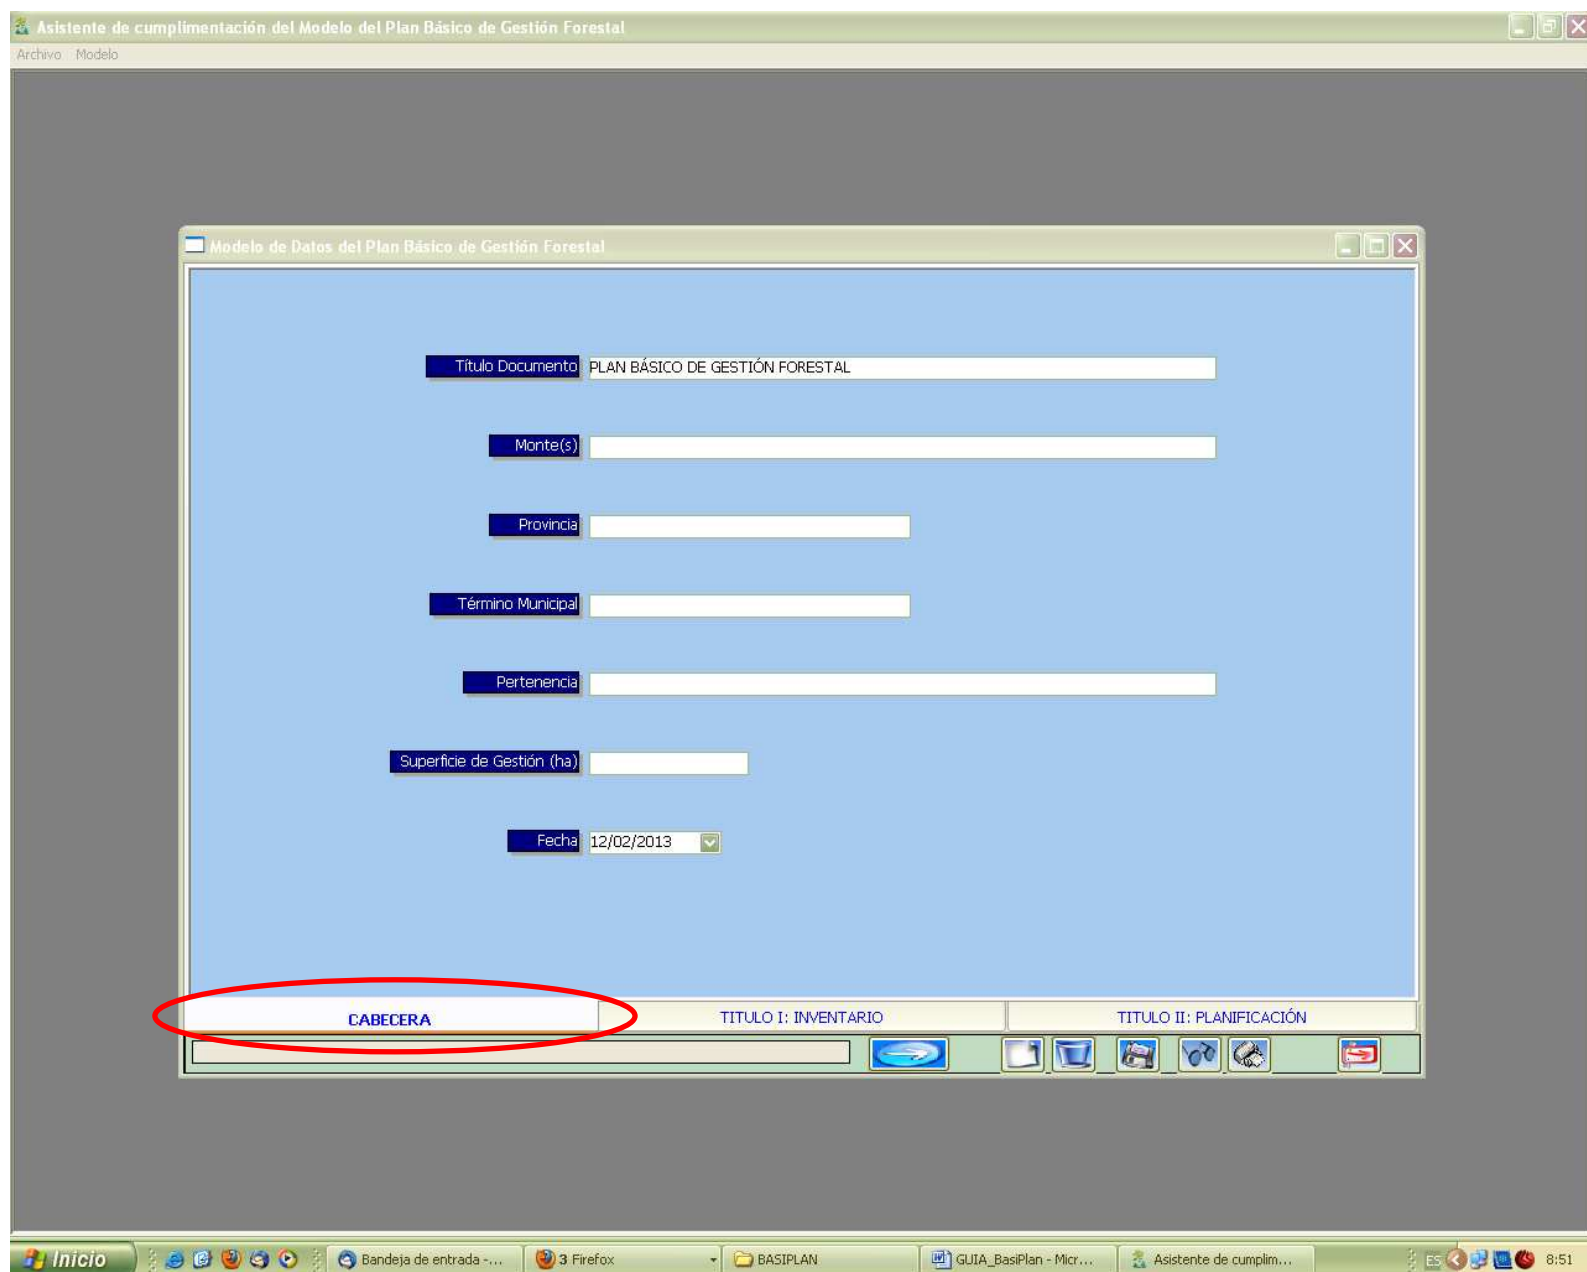 Asistente de cumplimentación del Modelo del Plan Básico de Gestión Forestal
Archivo Modelo
Modelo de Datos del Plan Básico de Gestión Forestal
Título Documento PLAN BÁSICO DE GESTIÓN FORESTAL
Monte(s)
Provincia
Término Municipal
Pertenencia
Superficie de Gestión (ha)
Fecha 12/02/2013
CABECERA TITULO I: INVENTARIO TITULO II: PLANIFICACIÓN
Inicio Bandeja de entrada -... 3 Firefox BASIPLAN GUIA_BasiPlan - Micr... Asistente de cumplim... ES 8:51